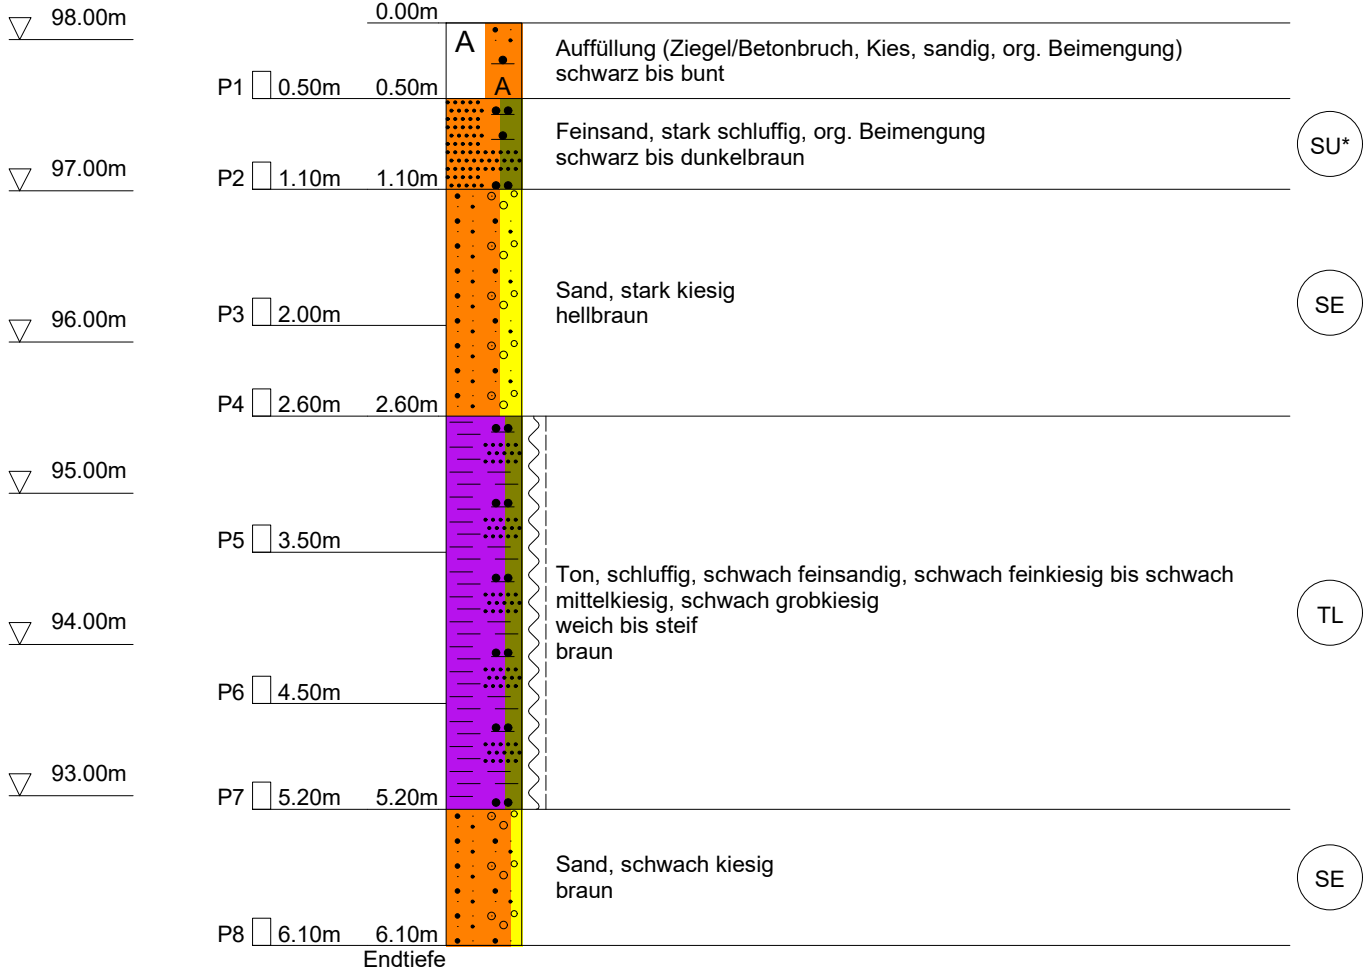 98.00m
0.00m
A
Auffüllung (Ziegel/Betonbruch, Kies, sandig, org. Beimengung)
schwarz bis bunt
P1 0.50m 0.50m A
Feinsand, stark schluffig, org. Beimengung
schwarz bis dunkelbraun
SU*
97.00m
P2 1.10m 1.10m
Sand, stark kiesig
hellbraun
SE
96.00m
P3 2.00m
P4 2.60m 2.60m
95.00m
P5 3.50m
Ton, schluffig, schwach feinsandig, schwach feinkiesig bis schwach
mittelkiesig, schwach grobkiesig
weich bis steif
braun
TL
94.00m
P6 4.50m
93.00m
P7 5.20m 5.20m
Sand, schwach kiesig
braun
SE
P8 6.10m 6.10m
Endtiefe